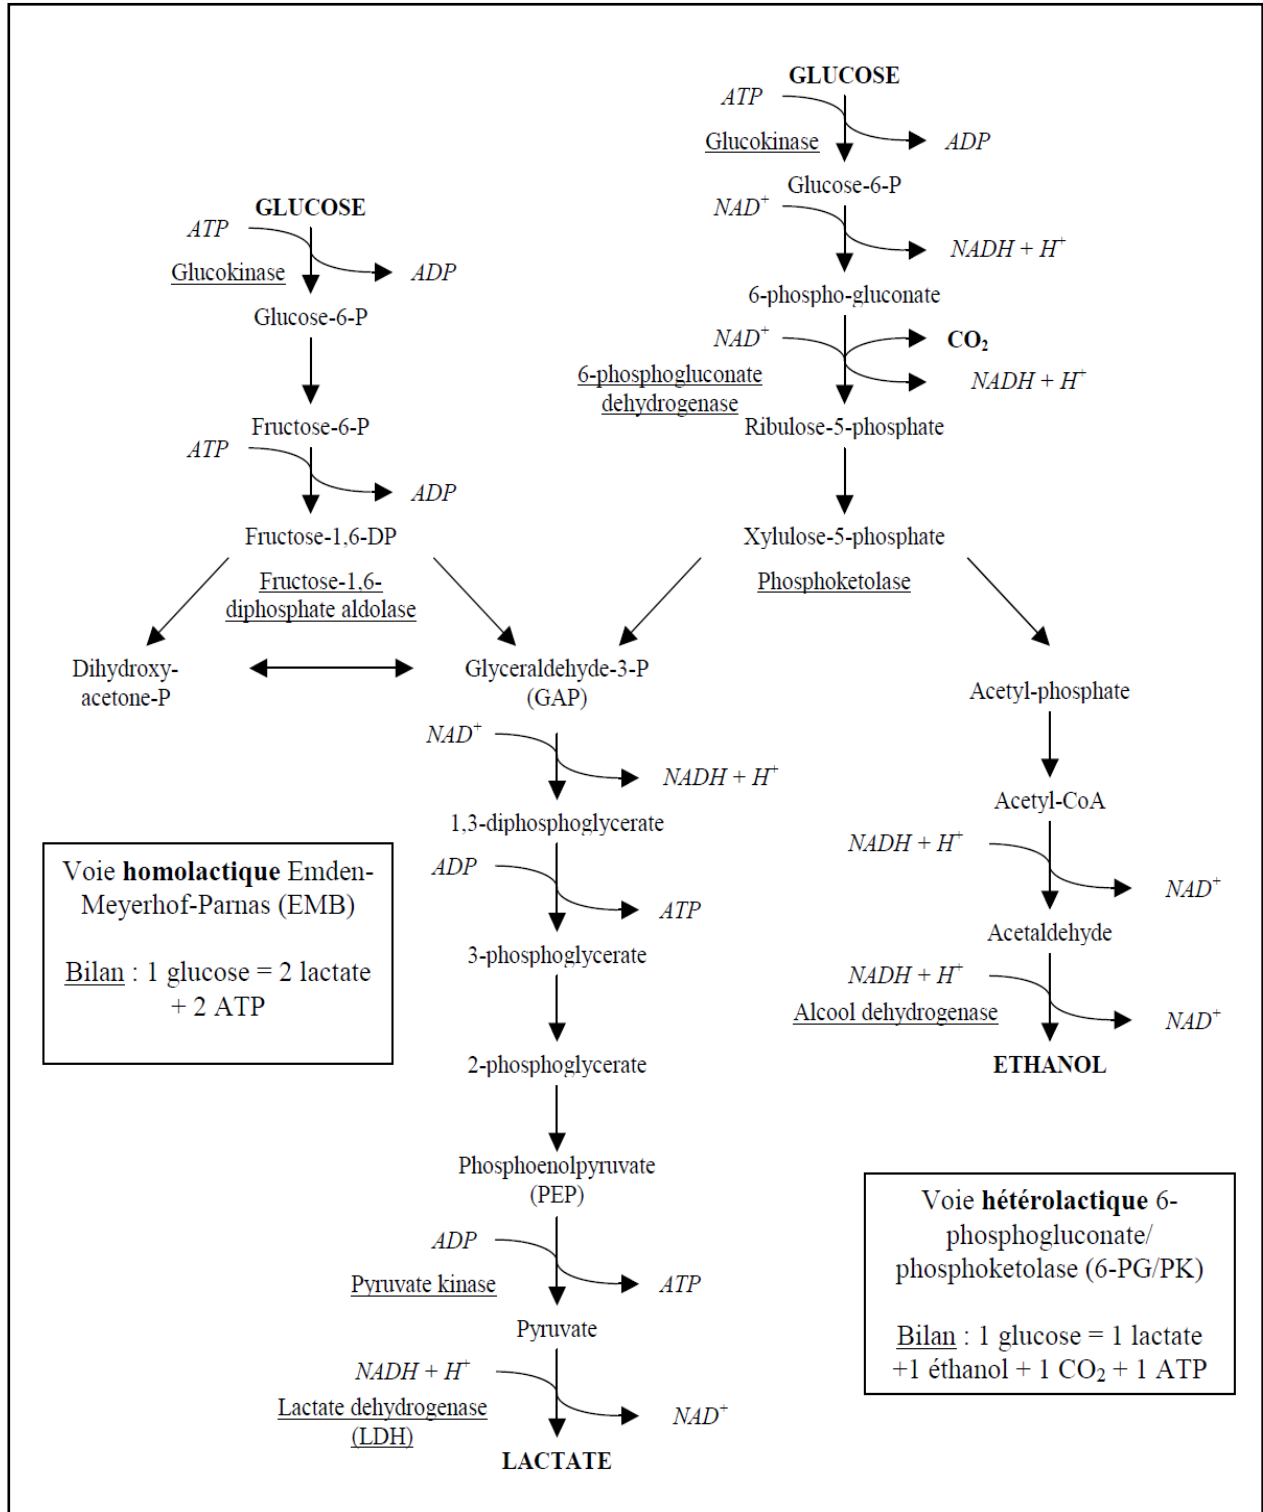 GLUCOSE
ATP
Glucokinase
ADP
Glucose-6-P
Fructose-6-P
ATP
ADP
Fructose-1,6-DP
Fructose-1,6-
diphosphate aldolase
Dihydroxy-
acetone-P
GLUCOSE
ATP
Glucokinase
ADP
Glucose-6-P
NAD⁺
NADH + H⁺
6-phospho-gluconate
NAD⁺
CO₂
6-phosphogluconate
dehydrogenase
NADH + H⁺
Ribulose-5-phosphate
Xylulose-5-phosphate
Phosphoketolase
Glyceraldehyde-3-P
(GAP)
NAD⁺
NADH + H⁺
1,3-diphosphoglycerate
ADP
ATP
3-phosphoglycerate
2-phosphoglycerate
Phosphoenolpyruvate
(PEP)
ADP
Pyruvate kinase
ATP
Pyruvate
NADH + H⁺
Lactate dehydrogenase
(LDH)
NAD⁺
LACTATE
Acetyl-phosphate
Acetyl-CoA
NADH + H⁺
NAD⁺
Acetaldehyde
NADH + H⁺
Alcool dehydrogenase
NAD⁺
ETHANOL
Voie homolactique Emden-
Meyerhof-Parnas (EMB)
Bilan : 1 glucose = 2 lactate
+ 2 ATP
Voie hétérolactique 6-
phosphogluconate/
phosphoketolase (6-PG/PK)
Bilan : 1 glucose = 1 lactate
+1 éthanol + 1 CO₂ + 1 ATP